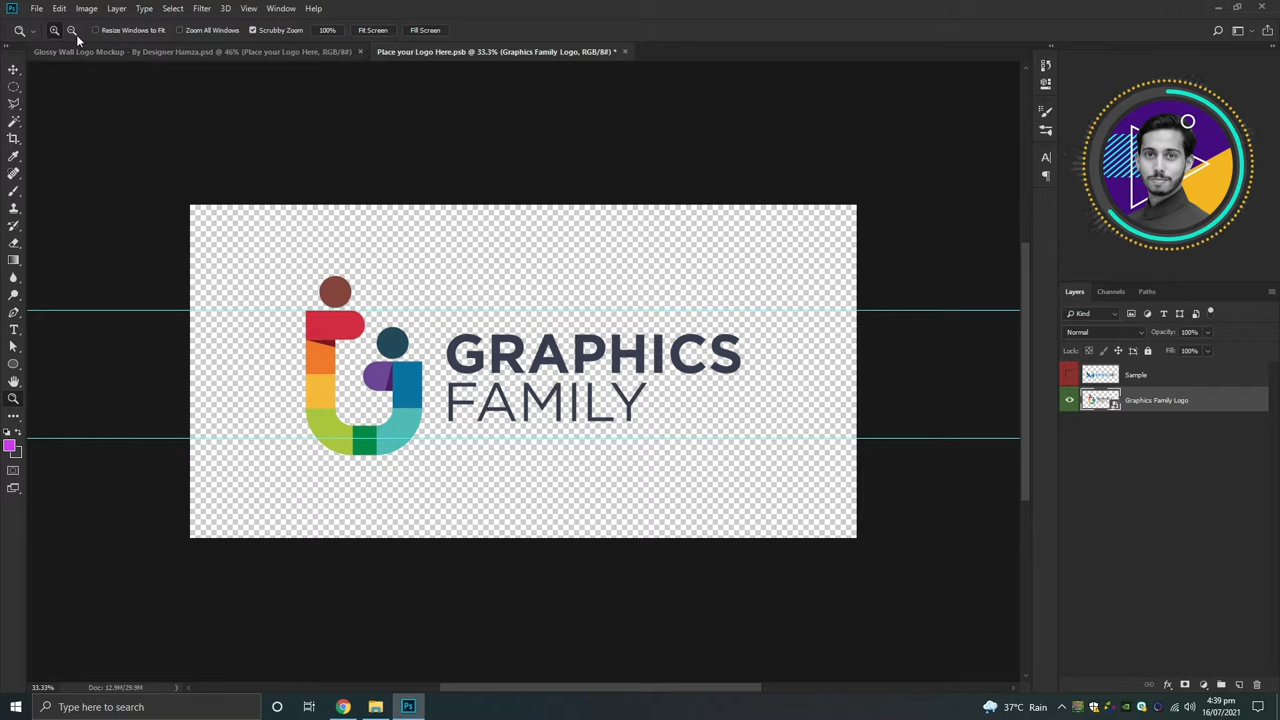 Ps File Edit Image Layer Type Select Filter 3D View Window Help
Resize Windows to Fit Zoom All Windows Scrubby Zoom 100% Fit Screen Fill Screen
Glossy Wall Logo Mockup - By Designer Hamza.psd @ 46% (Place your Logo Here, RGB/8#) × Place your Logo Here.psb @ 33.3% (Graphics Family Logo, RGB/8#) * ×
GRAPHICS
FAMILY
Layers Channels Paths
Kind
Normal Opacity: 100%
Lock: Fill: 100%
Sample
Graphics Family Logo
33.33% Doc: 12.9M/29.9M
Type here to search
Ps
37°C Rain
4:39 pm
16/07/2021